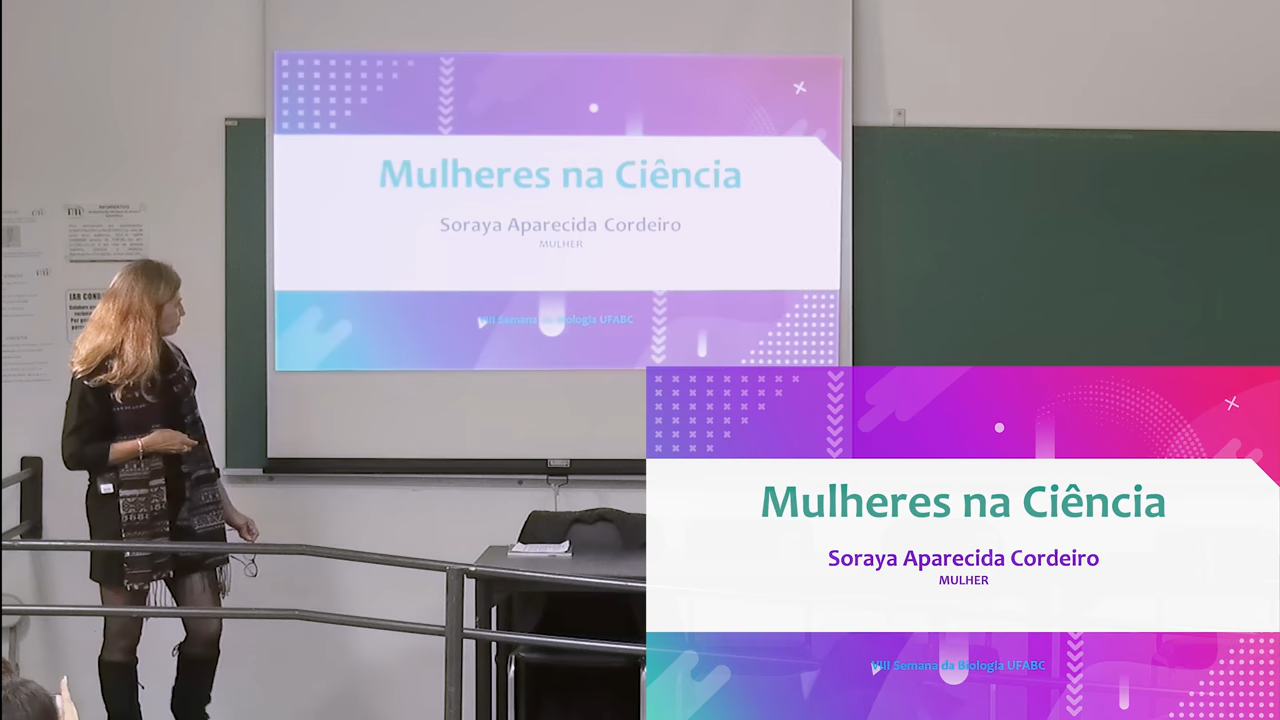 Mulheres na Ciência
Soraya Aparecida Cordeiro
MULHER
VIII Semana da Biologia UFABC
INFORMATIVO
Mulheres na Ciência
Soraya Aparecida Cordeiro
MULHER
VIII Semana da Biologia UFABC